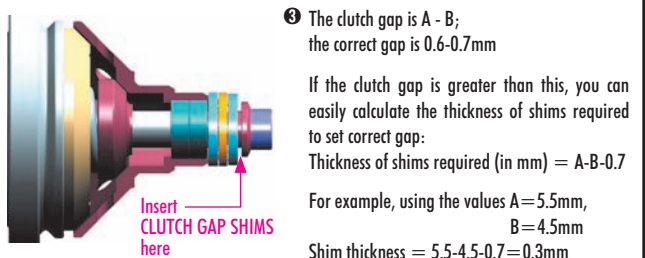 ❸ The clutch gap is A - B;
the correct gap is 0.6-0.7mm
If the clutch gap is greater than this, you can
easily calculate the thickness of shims required
to set correct gap:
Thickness of shims required (in mm) = A-B-0.7
For example, using the values A=5.5mm,
B=4.5mm
Shim thickness = 5.5-4.5-0.7=0.3mm
Insert
CLUTCH GAP SHIMS
here